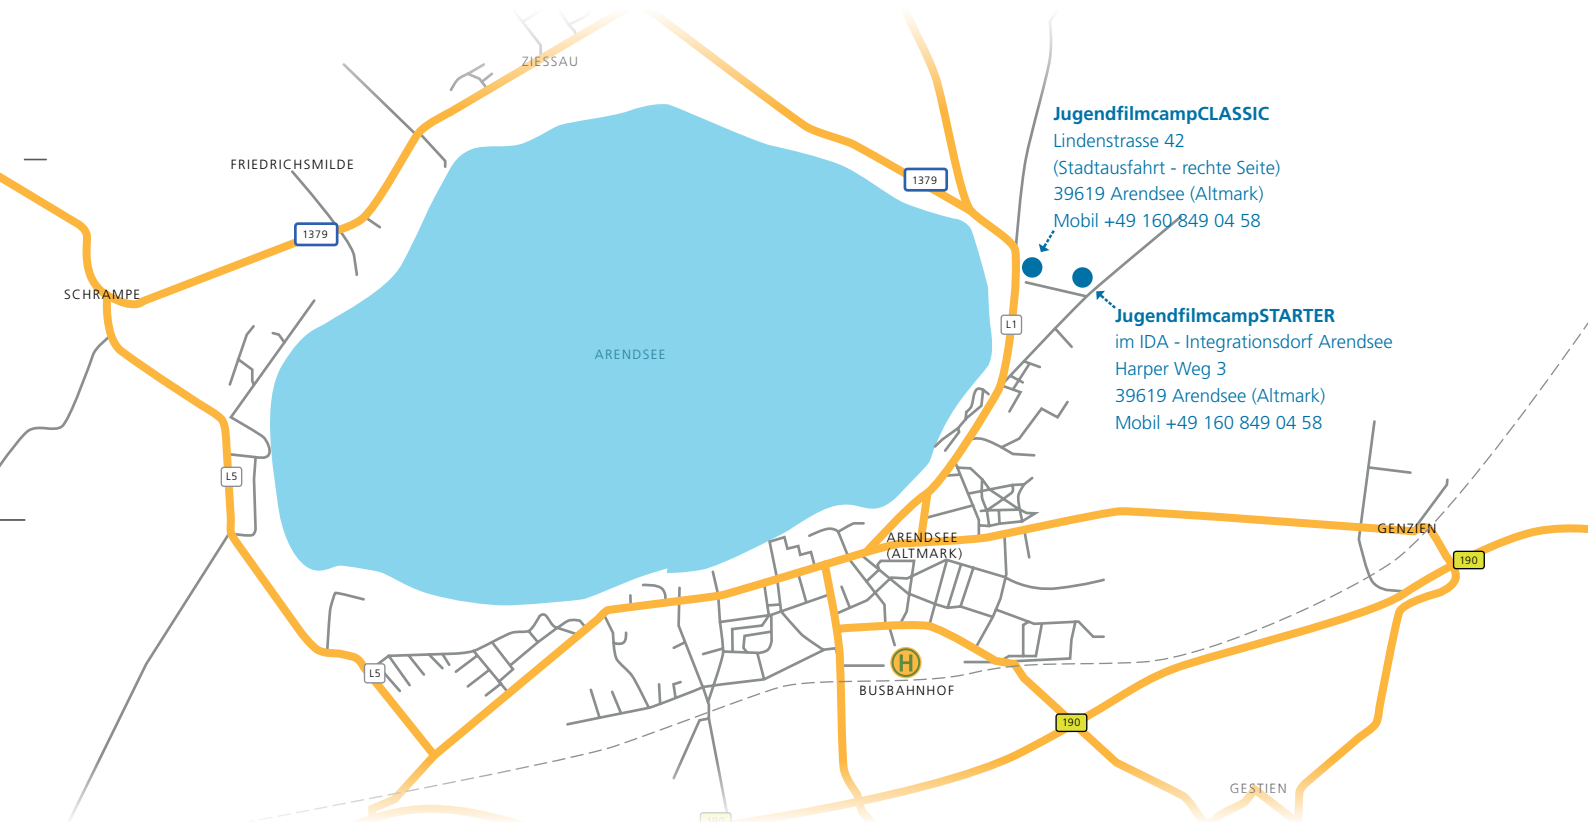 ZIESSAU
JugendfilmcampCLASSIC
Lindenstrasse 42
(Stadtausfahrt - rechte Seite)
39619 Arendsee (Altmark)
Mobil +49 160 849 04 58
FRIEDRICHSMILDE
1379
1379
SCHRAMPE
JugendfilmcampSTARTER
im IDA - Integrationsdorf Arendsee
Harper Weg 3
39619 Arendsee (Altmark)
Mobil +49 160 849 04 58
L1
ARENDSEE
L5
GENZIEN
ARENDSEE
(ALTMARK)
190
H
L5
BUSBAHNHOF
190
GESTIEN